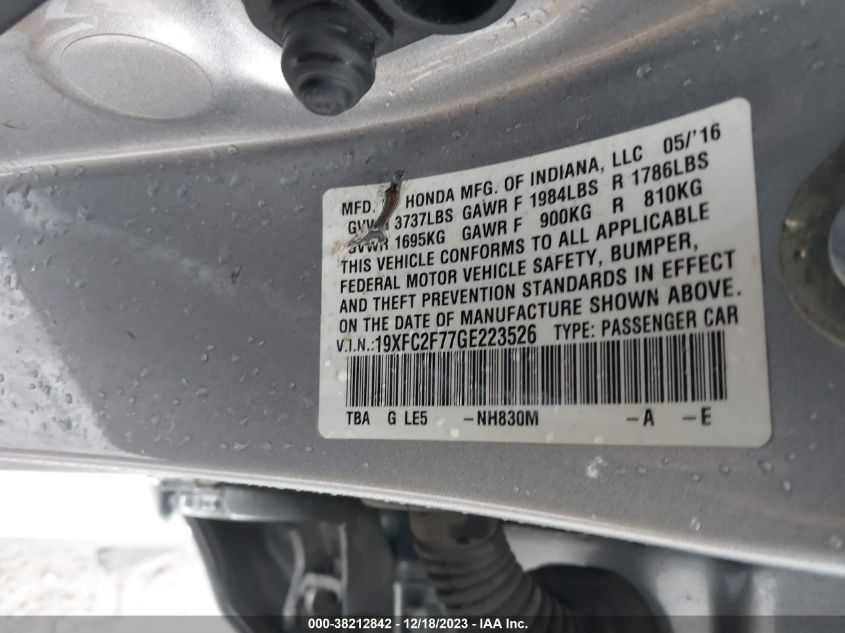 MFD. HONDA MFG. OF INDIANA, LLC 05/'16
GVWR 3737LBS GAWR F 1984LBS R 1786LBS
GVWR 1695KG GAWR F 900KG R 810KG
THIS VEHICLE CONFORMS TO ALL APPLICABLE
FEDERAL MOTOR VEHICLE SAFETY, BUMPER,
AND THEFT PREVENTION STANDARDS IN EFFECT
ON THE DATE OF MANUFACTURE SHOWN ABOVE.
V.I.N.:19XFC2F77GE223526 TYPE: PASSENGER CAR
TBA G LE5 –NH830M –A –E
000-38212842 - 12/18/2023 - IAA Inc.